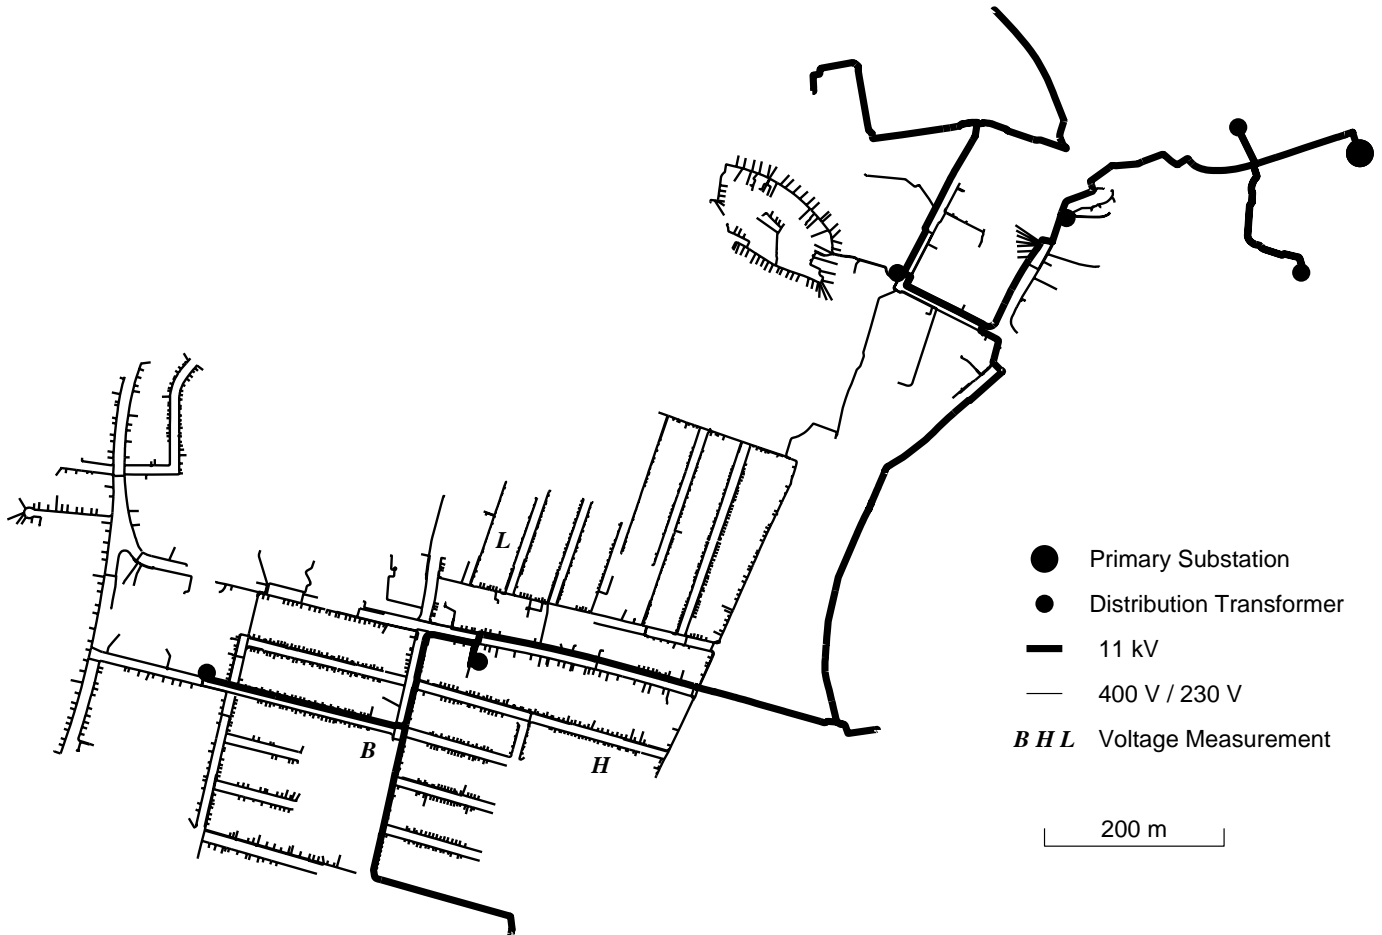 L
Primary Substation
Distribution Transformer
11 kV
400 V / 230 V
B H L Voltage Measurement
B
H
200 m